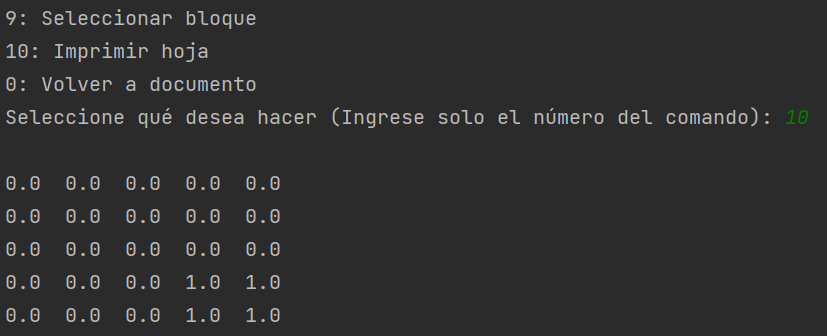 9: Seleccionar bloque
10: Imprimir hoja
0: Volver a documento
Seleccione qué desea hacer (Ingrese solo el número del comando): 10
0.0  0.0  0.0  0.0  0.0
0.0  0.0  0.0  0.0  0.0
0.0  0.0  0.0  0.0  0.0
0.0  0.0  0.0  1.0  1.0
0.0  0.0  0.0  1.0  1.0